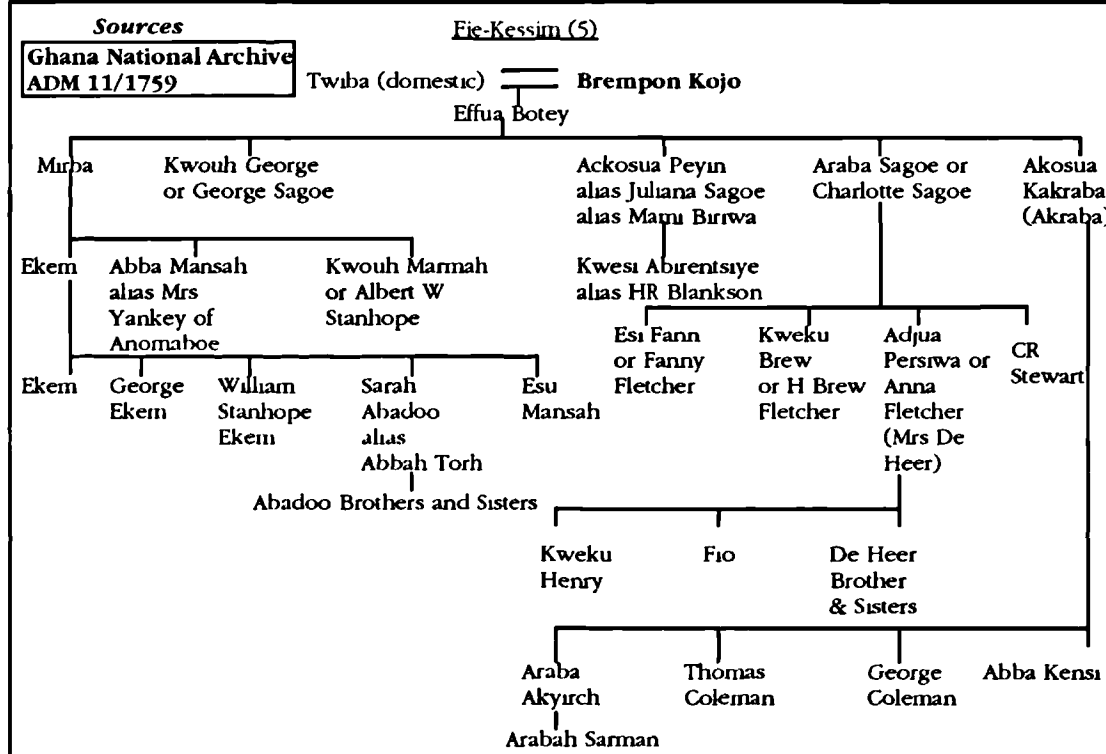 Sources
Ghana National Archive
ADM 11/1759
Fie-Kessim (5)
Twiba (domestic)
Brempon Kojo
Effua Botey
Mirba
Kwouh George
or George Sagoe
Ackosua Peyin
alias Juliana Sagoe
alias Mami Biriwa
Araba Sagoe or
Charlotte Sagoe
Akosua
Kakraba
(Akraba)
Ekem
Abba Mansah
alias Mrs
Yankey of
Anomaboe
Kwouh Marmah
or Albert W
Stanhope
Kwesi Abirentsiye
alias HR Blankson
Esi Fann
or Fanny
Fletcher
Kweku
Brew
or H Brew
Fletcher
Adjua
Persiwa or
Anna
Fletcher
(Mrs De
Heer)
CR
Stewart
Ekem
George
Ekem
William
Stanhope
Ekem
Sarah
Abadoo
alias
Abbah Torh
Esu
Mansah
Abadoo Brothers and Sisters
Kweku
Henry
Fio
De Heer
Brother
& Sisters
Araba
Akyirch
Thomas
Coleman
George
Coleman
Abba Kensi
Arabah Sarman